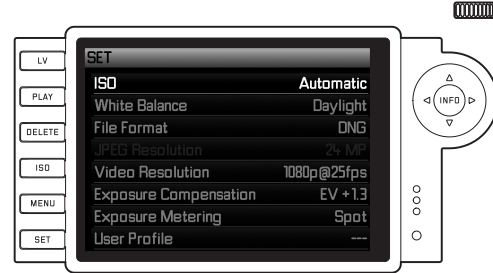 LV
PLAY
DELETE
ISO
MENU
SET
SET
ISO Automatic
White Balance Daylight
File Format DNG
JPEG Resolution 24 MP
Video Resolution 1080p@25fps
Exposure Compensation EV +1.3
Exposure Metering Spot
User Profile ---
INFO